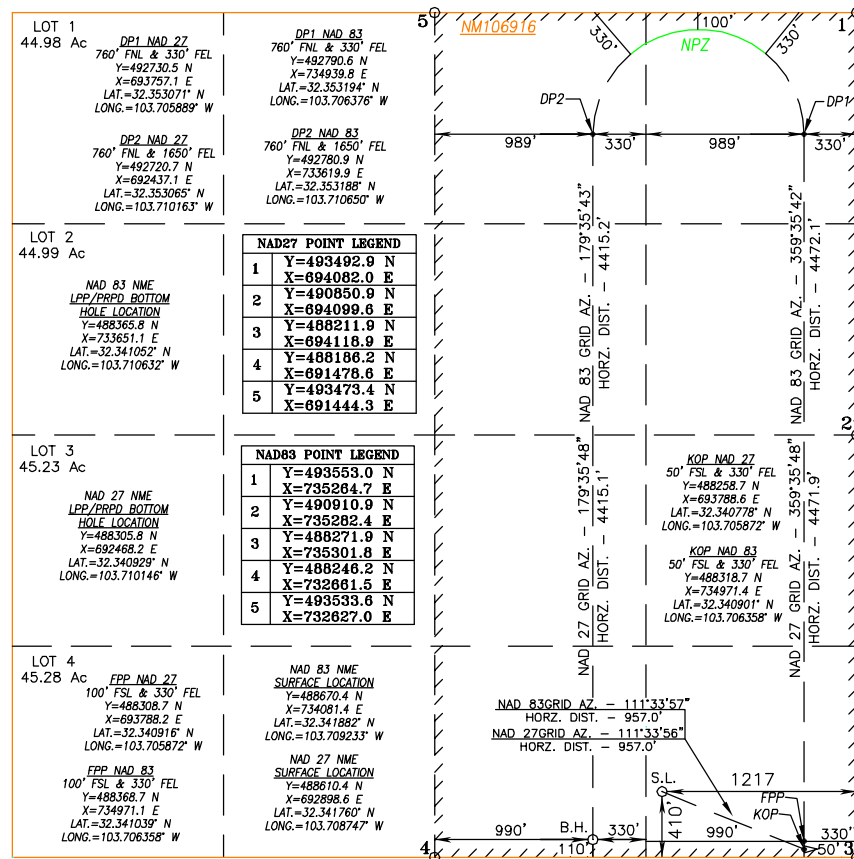 LOT 1
44.98 Ac
DP1 NAD 27
760' FNL & 330' FEL
Y=492730.5 N
X=693757.1 E
LAT.=32.353071° N
LONG.=103.705889° W
DP2 NAD 27
760' FNL & 1650' FEL
Y=492720.7 N
X=692437.1 E
LAT.=32.353065° N
LONG.=103.710163° W
DP1 NAD 83
760' FNL & 330' FEL
Y=492790.6 N
X=734939.8 E
LAT.=32.353194° N
LONG.=103.706376° W
DP2 NAD 83
760' FNL & 1650' FEL
Y=492780.9 N
X=733619.9 E
LAT.=32.353188° N
LONG.=103.710650° W
5
NM106916
330'
100'
NPZ
330'
1
DP2
DP1
989'
330'
989'
330'
LOT 2
44.99 Ac
NAD 83 NME
LPP/PRPD BOTTOM
HOLE LOCATION
Y=488365.8 N
X=733651.1 E
LAT.=32.341052° N
LONG.=103.710632° W
NAD27 POINT LEGEND
1 Y=493492.9 N
X=694082.0 E
2 Y=490850.9 N
X=694099.6 E
3 Y=488211.9 N
X=694118.9 E
4 Y=488186.2 N
X=691478.6 E
5 Y=493473.4 N
X=691444.3 E
NAD 83 GRID AZ. - 179°35'43"
HORZ. DIST. - 4415.2'
NAD 83 GRID AZ. - 359°35'42"
HORZ. DIST. - 4472.1'
2
LOT 3
45.23 Ac
NAD 27 NME
LPP/PRPD BOTTOM
HOLE LOCATION
Y=488305.8 N
X=692468.2 E
LAT.=32.340929° N
LONG.=103.710146° W
NAD83 POINT LEGEND
1 Y=493553.0 N
X=735264.7 E
2 Y=490910.9 N
X=735282.4 E
3 Y=488271.9 N
X=735301.8 E
4 Y=488246.2 N
X=732661.5 E
5 Y=493533.6 N
X=732627.0 E
NAD 27 GRID AZ. - 179°35'48"
HORZ. DIST. - 4415.1'
KOP NAD 27
50' FSL & 330' FEL
Y=488258.7 N
X=693788.6 E
LAT.=32.340778° N
LONG.=103.705872° W
KOP NAD 83
50' FSL & 330' FEL
Y=488318.7 N
X=734971.4 E
LAT.=32.340901° N
LONG.=103.706358° W
NAD 27 GRID AZ. - 359°35'48"
HORZ. DIST. - 4471.9'
LOT 4
45.28 Ac
FPP NAD 27
100' FSL & 330' FEL
Y=488308.7 N
X=693788.2 E
LAT.=32.340916° N
LONG.=103.705872° W
FPP NAD 83
100' FSL & 330' FEL
Y=488368.7 N
X=734971.1 E
LAT.=32.341039° N
LONG.=103.706358° W
NAD 83 NME
SURFACE LOCATION
Y=488670.4 N
X=734081.4 E
LAT.=32.341882° N
LONG.=103.709233° W
NAD 27 NME
SURFACE LOCATION
Y=488610.4 N
X=692898.6 E
LAT.=32.341760° N
LONG.=103.708747° W
NAD 83GRID AZ. - 111°33'57"
HORZ. DIST. - 957.0'
NAD 27GRID AZ. - 111°33'56"
HORZ. DIST. - 957.0'
S.L.
1217
410'
FPP
KOP
990'
B.H.
330'
990'
330'
4
110'
50'
3